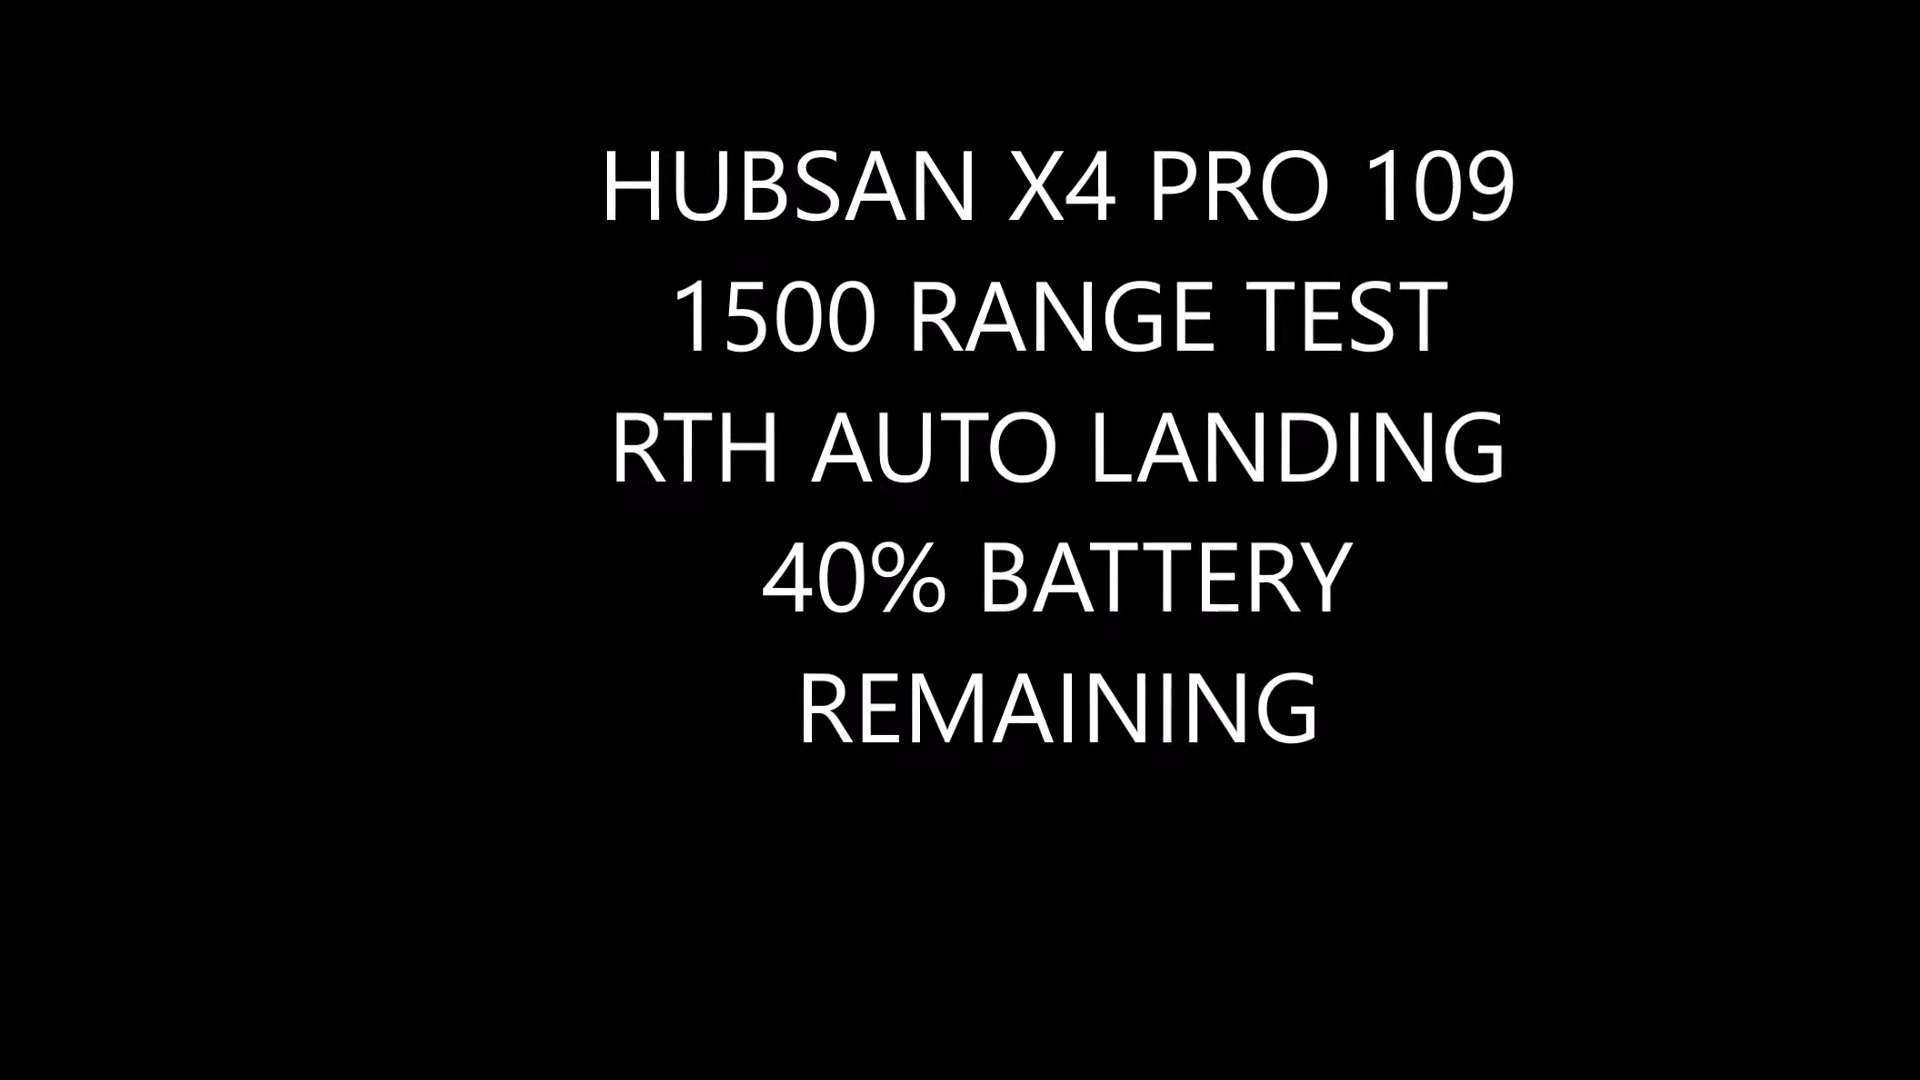 HUBSAN X4 PRO 109
1500 RANGE TEST
RTH AUTO LANDING
40% BATTERY
REMAINING